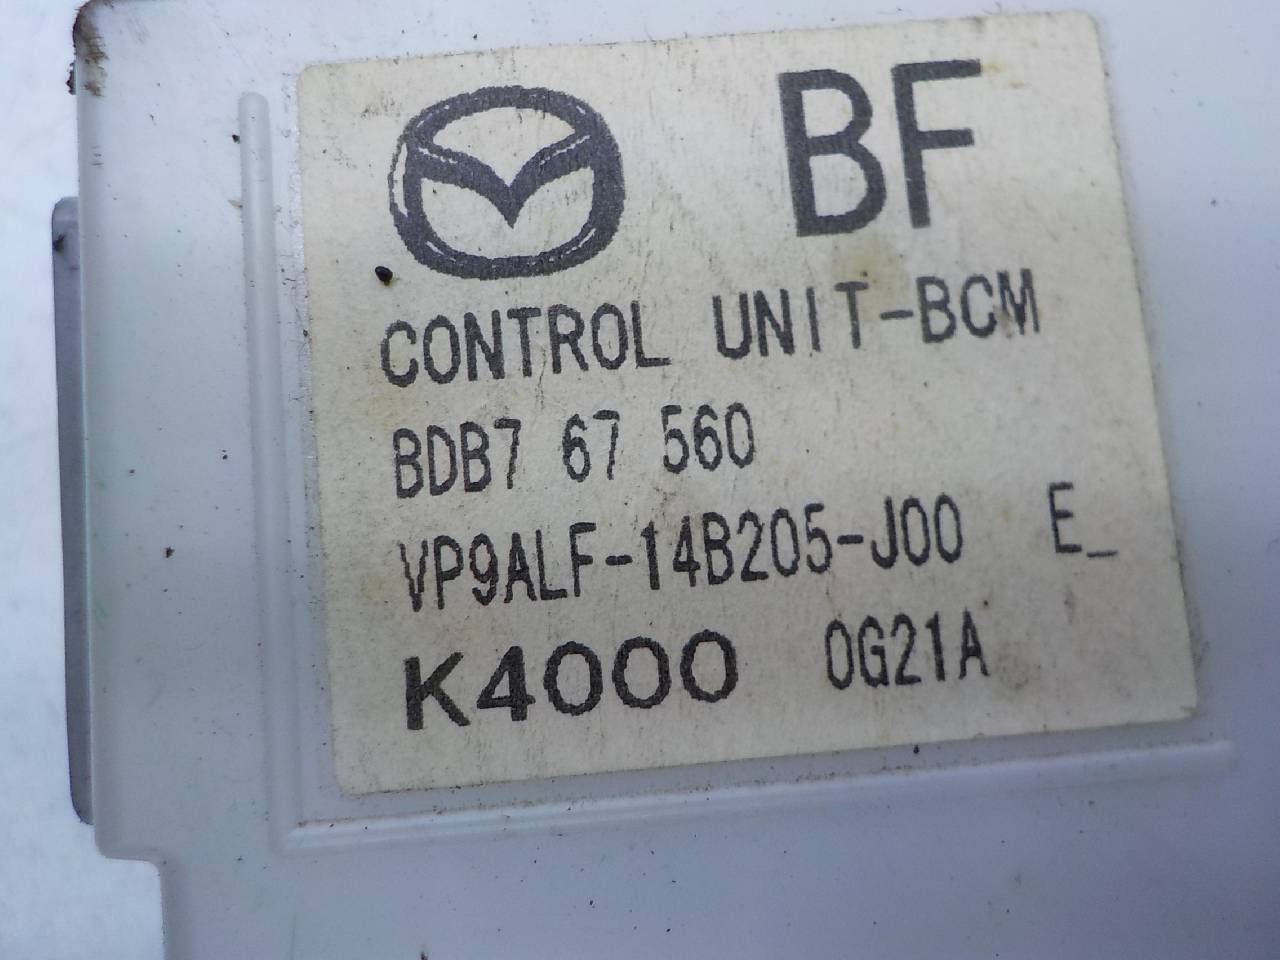 BF
CONTROL UNIT-BCM
BDB7 67 560
VP9ALF-14B205-J00 E_
K4000 0G21A